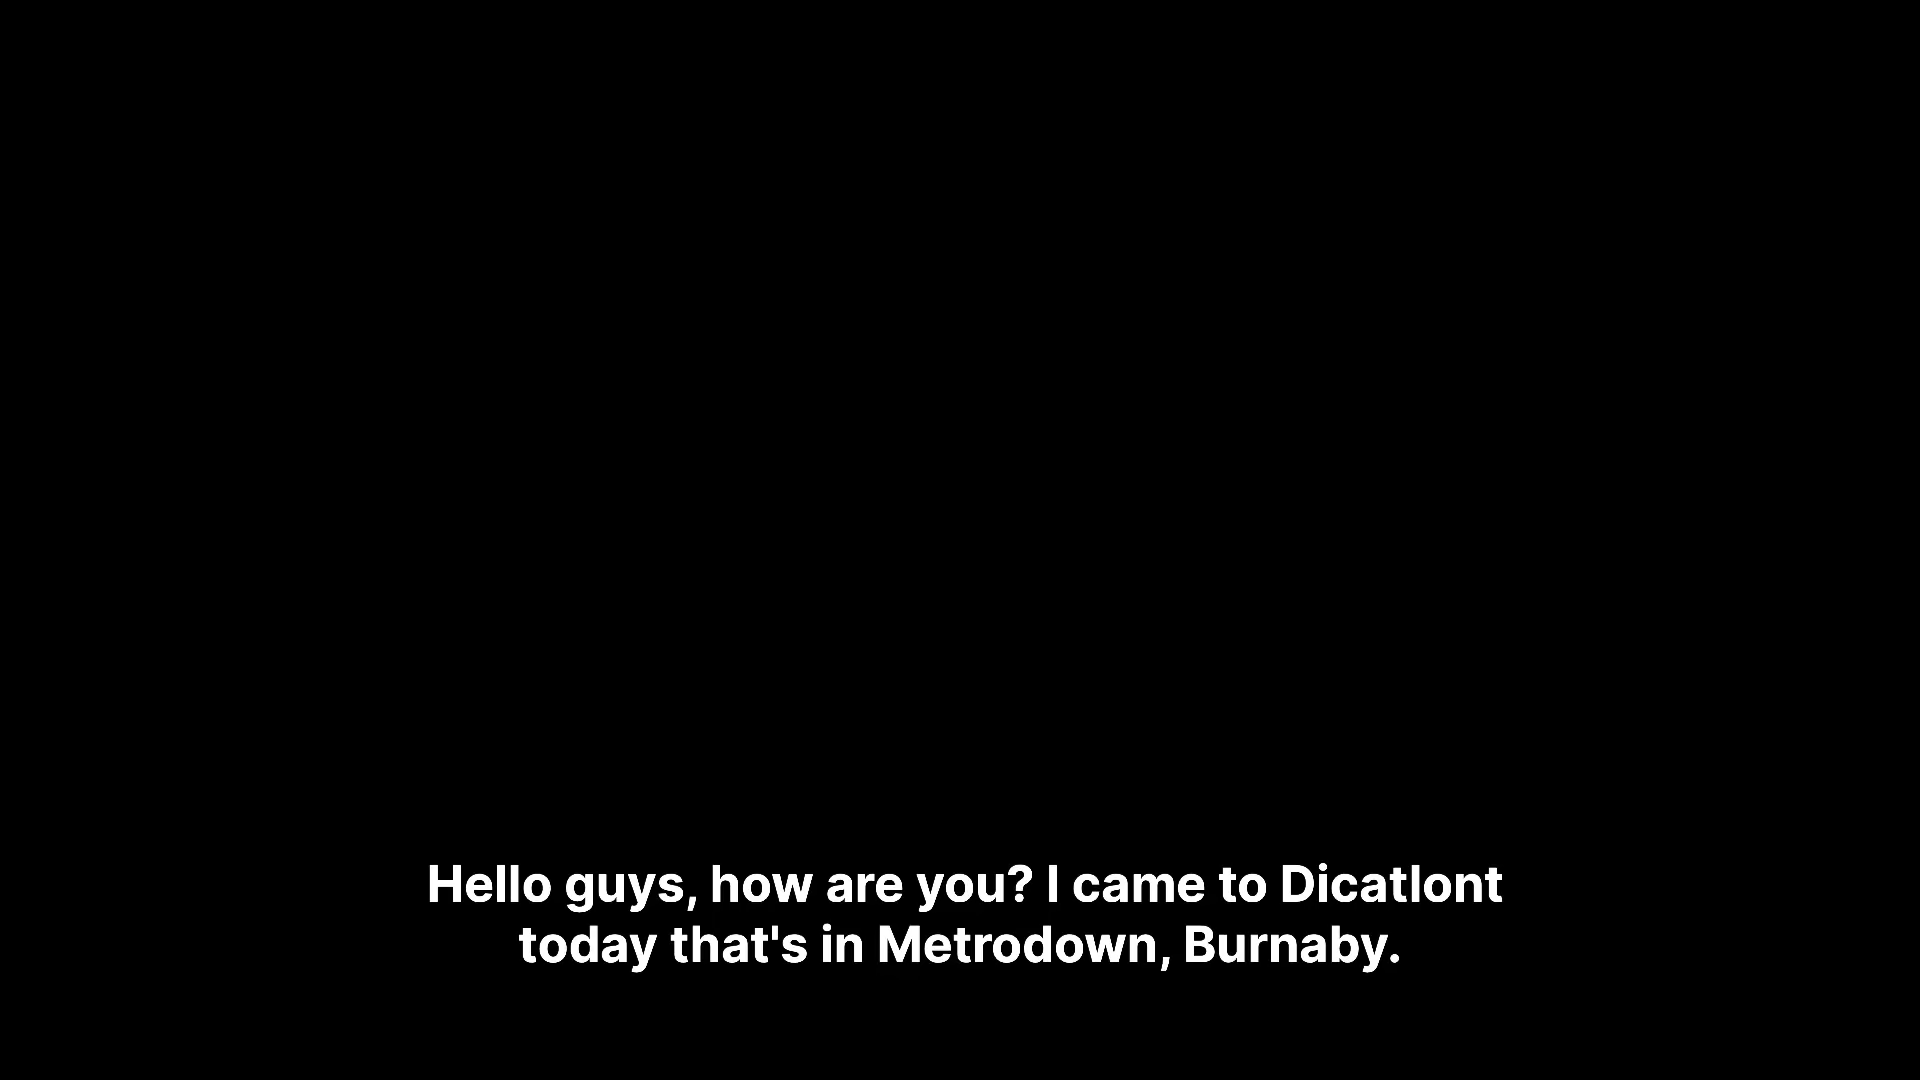 Hello guys, how are you? I came to Dicatlont
today that's in Metrodown, Burnaby.